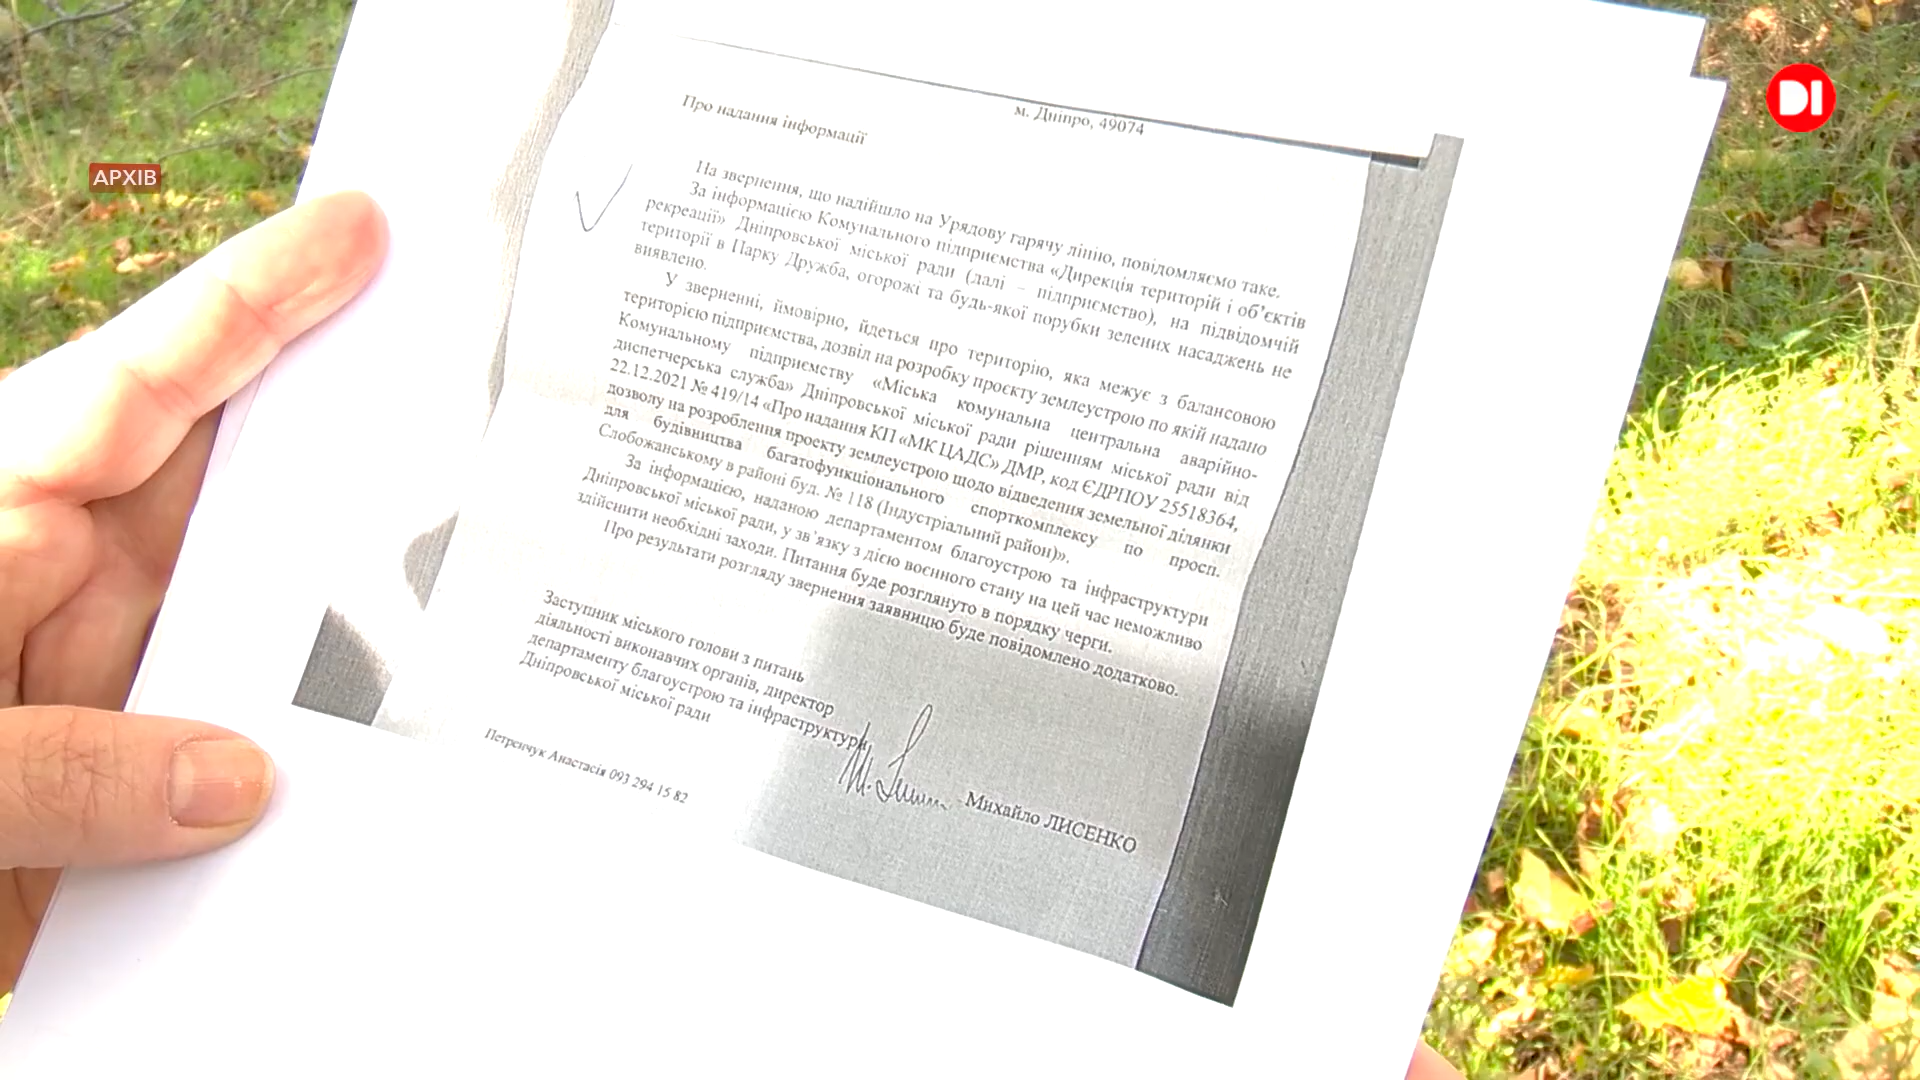 DI
АРХІВ
м. Дніпро, 49074
Про надання інформації
На звернення, що надійшло на Урядову гарячу лінію, повідомляємо таке.
За інформацією Комунального підприємства «Дирекція територій і об'єктів
рекреації» Дніпровської міської ради (далі – підприємство), на підвідомчій
території в Парку Дружба, огорожі та будь-якої порубки зелених насаджень не
виявлено.
У зверненні, ймовірно, йдеться про територію, яка межує з балансовою
територією підприємства, дозвіл на розробку проєкту землеустрою по якій надано
Комунальному підприємству «Міська комунальна центральна аварійно-
диспетчерська служба» Дніпровської міської ради рішенням міської ради від
22.12.2021 № 419/14 «Про надання КП «МК ЦАДС» ДМР, код ЄДРПОУ 25518364,
дозволу на розроблення проекту землеустрою щодо відведення земельної ділянки
для будівництва багатофункціонального спорткомплексу по просп.
Слобожанському в районі буд. № 118 (Індустріальний район)».
За інформацією, наданою департаментом благоустрою та інфраструктури
Дніпровської міської ради, у зв'язку з дією воєнного стану на цей час неможливо
здійснити необхідні заходи. Питання буде розглянуто в порядку черги.
Про результати розгляду звернення заявницю буде повідомлено додатково.
Заступник міського голови з питань
діяльності виконавчих органів, директор
департаменту благоустрою та інфраструктури
Дніпровської міської ради
Михайло ЛИСЕНКО
Петренчук Анастасія 093 294 15 82